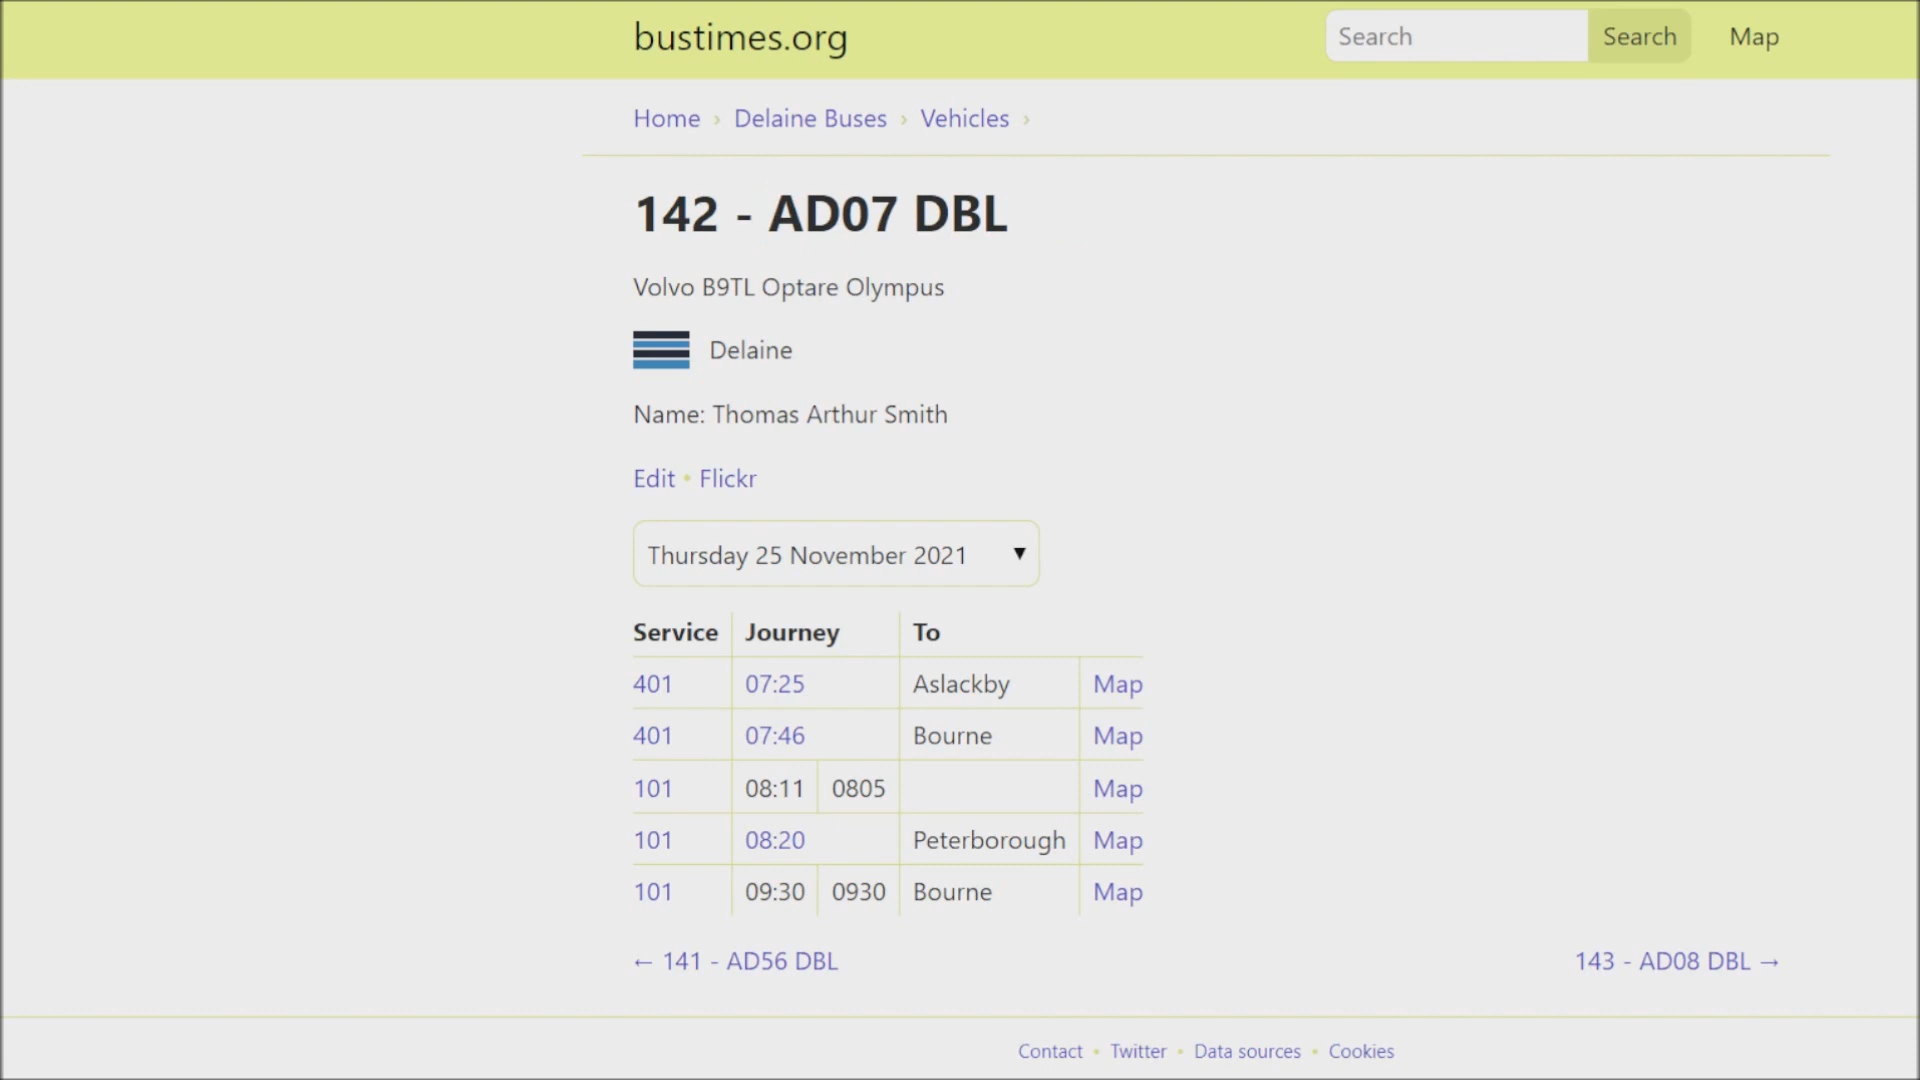 bustimes.org
Search Search Map
Home › Delaine Buses › Vehicles ›
142 - AD07 DBL
Volvo B9TL Optare Olympus
Delaine
Name: Thomas Arthur Smith
Edit • Flickr
Thursday 25 November 2021 ▼
Service Journey To
401 07:25 Aslackby Map
401 07:46 Bourne Map
101 08:11 0805 Map
101 08:20 Peterborough Map
101 09:30 0930 Bourne Map
← 141 - AD56 DBL 143 - AD08 DBL →
Contact • Twitter • Data sources • Cookies